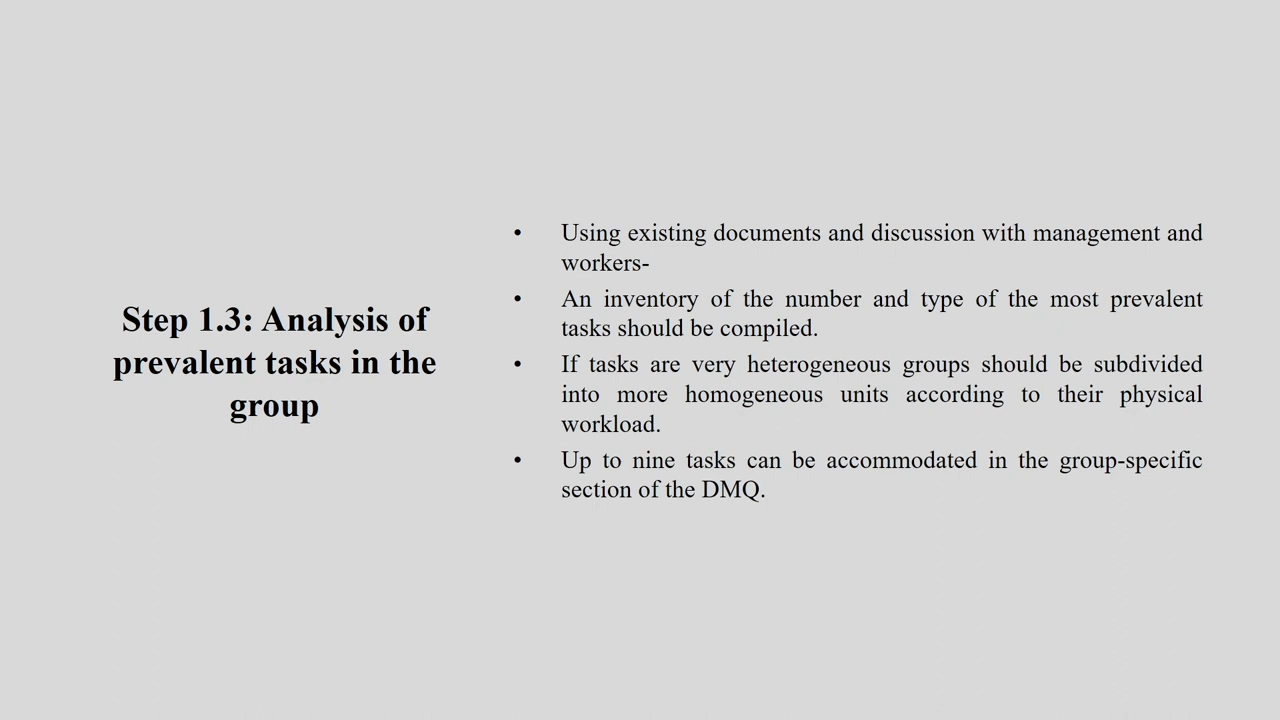 Step 1.3: Analysis of
prevalent tasks in the
group
• Using existing documents and discussion with management and
workers-
• An inventory of the number and type of the most prevalent
tasks should be compiled.
• If tasks are very heterogeneous groups should be subdivided
into more homogeneous units according to their physical
workload.
• Up to nine tasks can be accommodated in the group-specific
section of the DMQ.